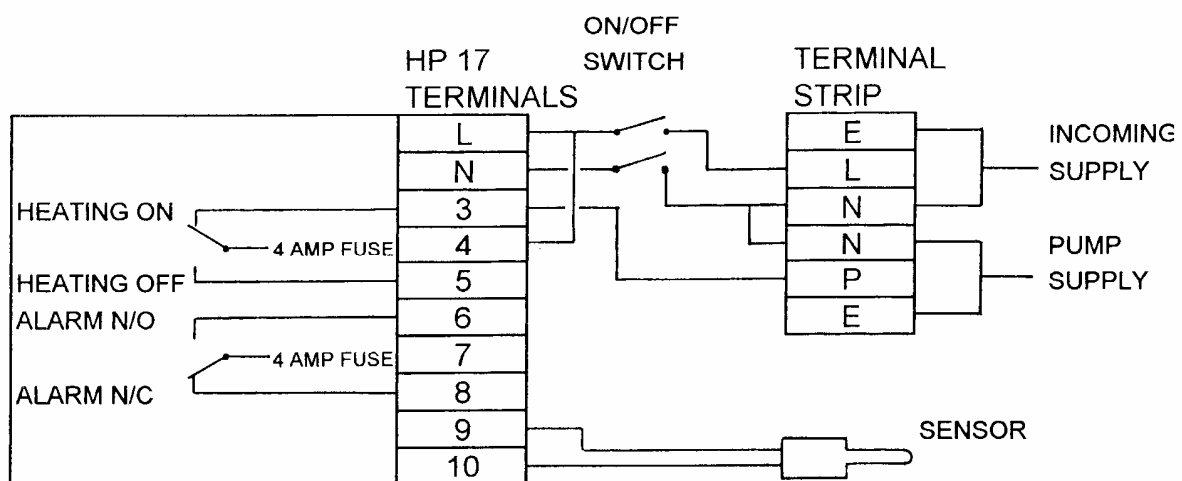 ON/OFF
SWITCH
HP 17
TERMINALS
TERMINAL
STRIP
L
N
3
4
5
6
7
8
9
10
HEATING ON
4 AMP FUSE
HEATING OFF
ALARM N/O
4 AMP FUSE
ALARM N/C
E
L
N
N
P
E
INCOMING
SUPPLY
PUMP
SUPPLY
SENSOR